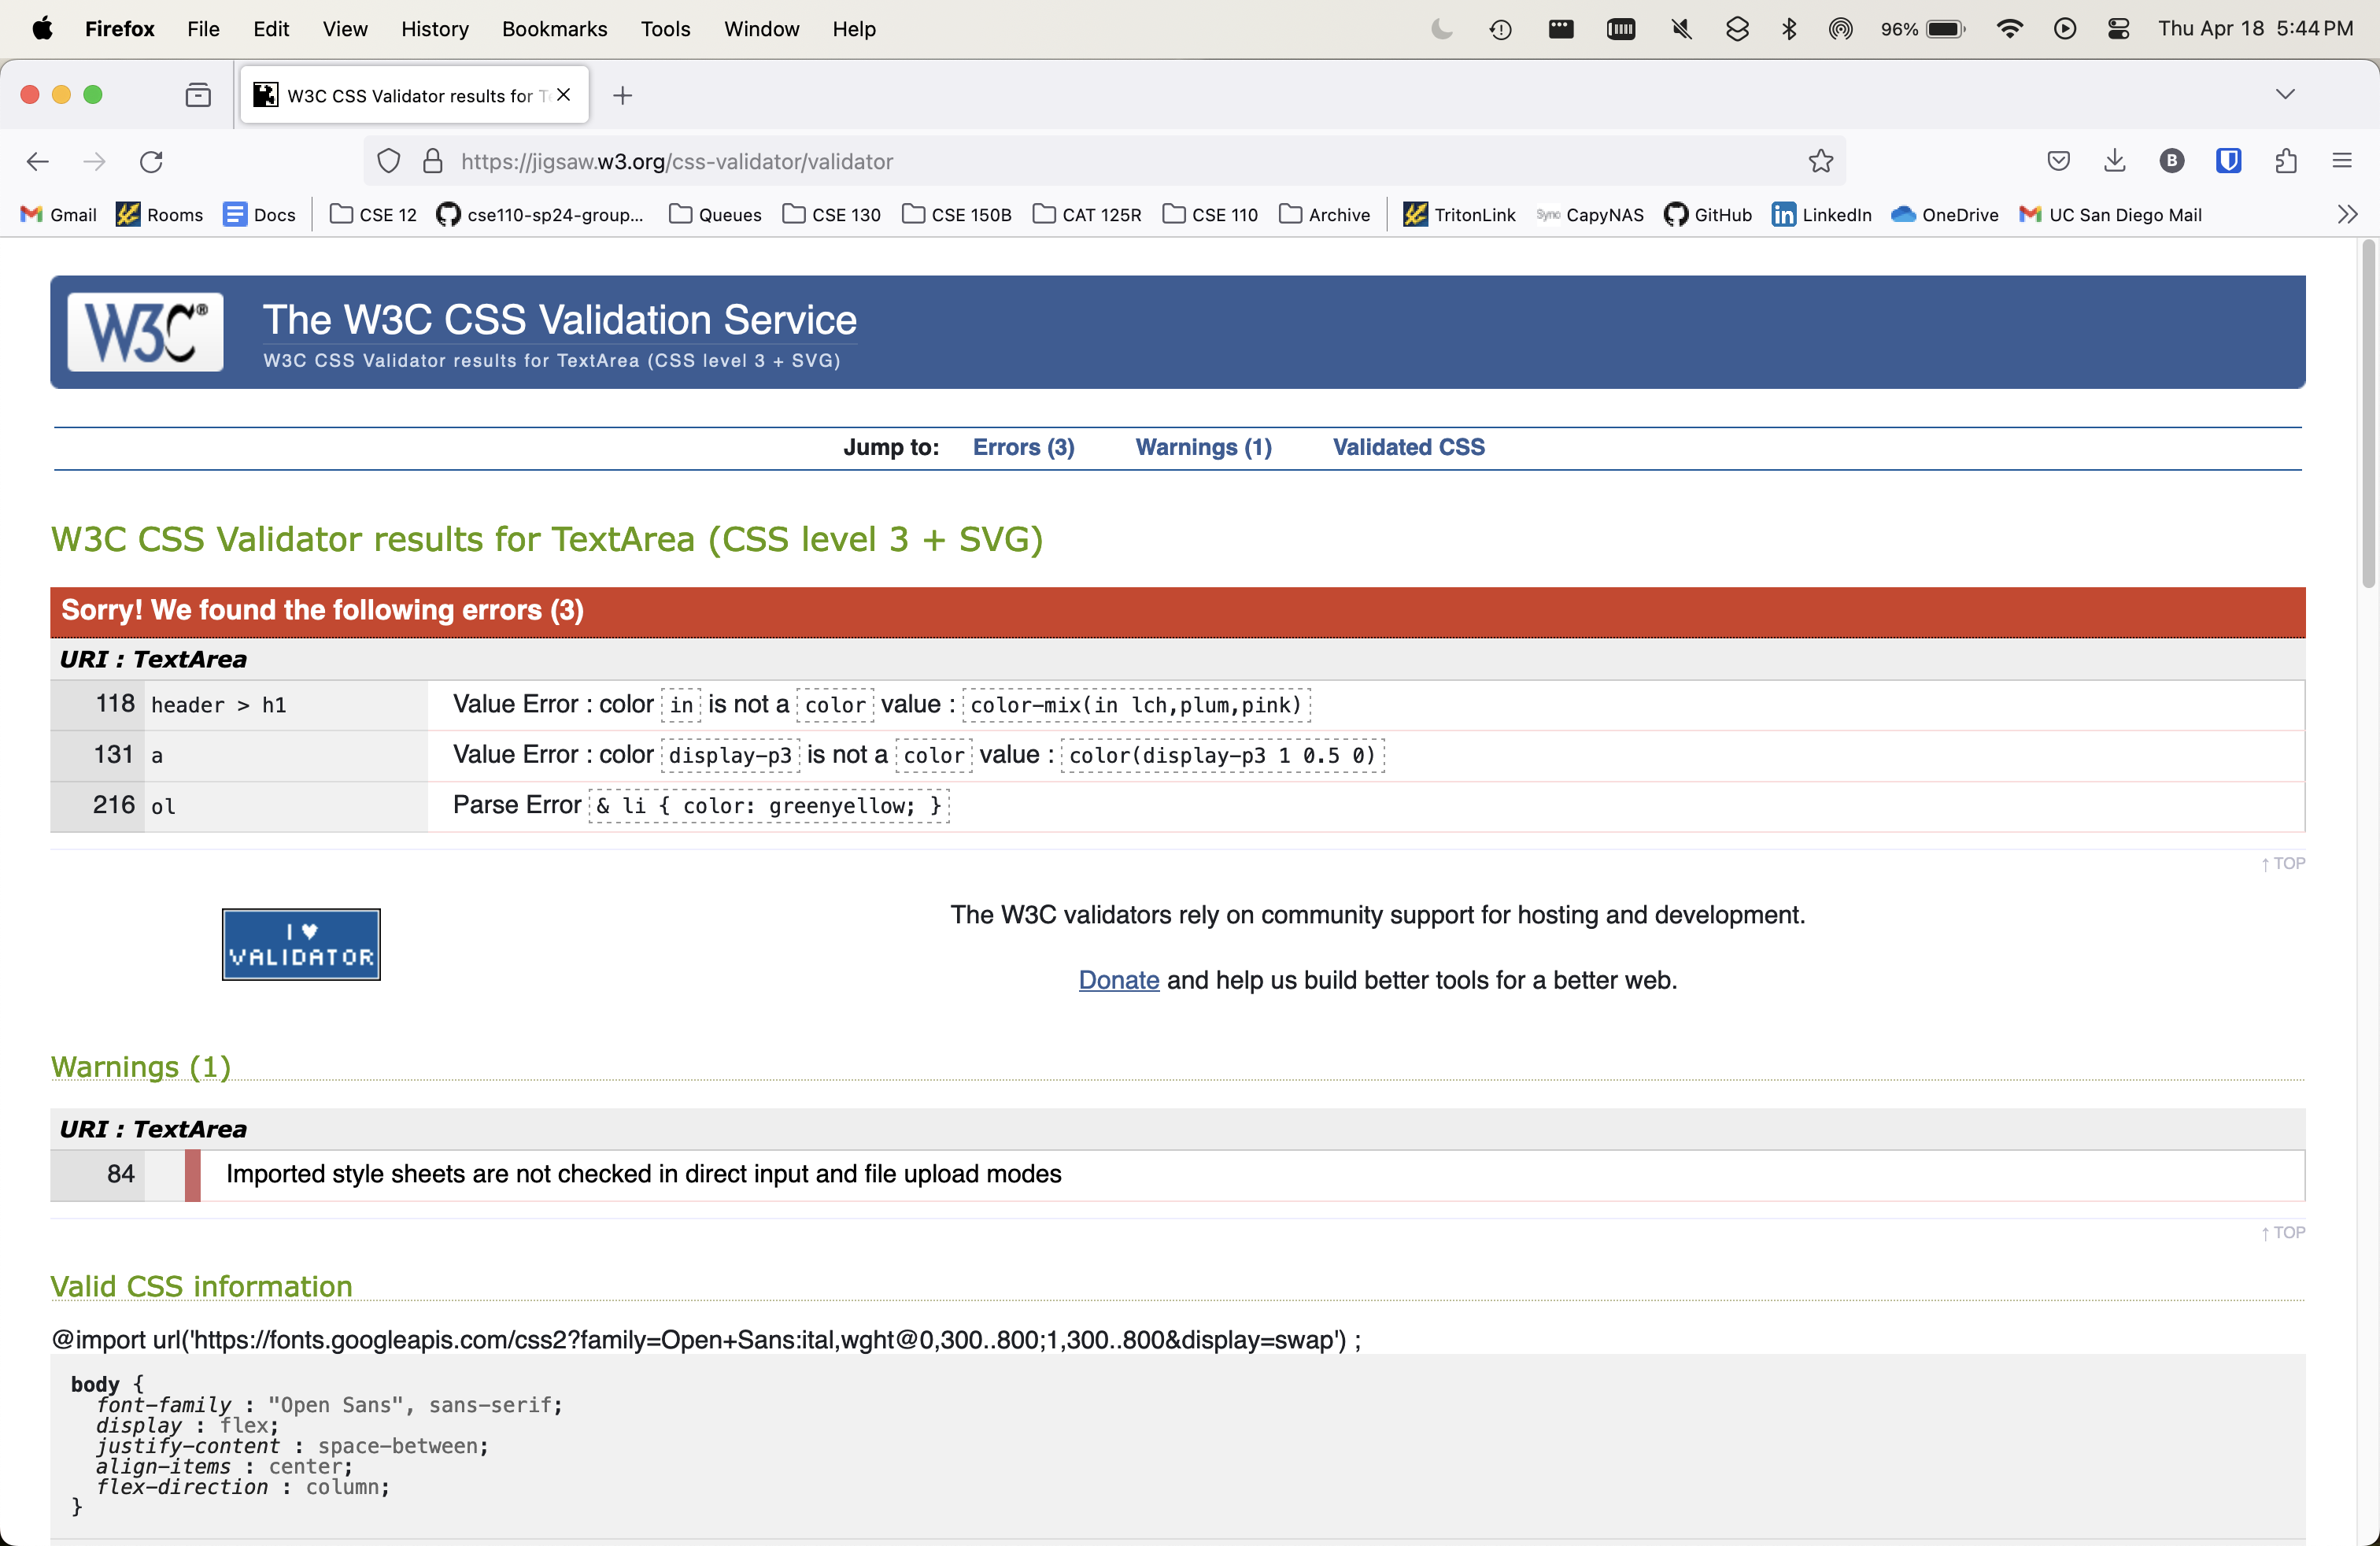 Firefox File Edit View History Bookmarks Tools Window Help 96% Thu Apr 18 5:44 PM
W3C CSS Validator results for
https://jigsaw.w3.org/css-validator/validator B
Gmail Rooms Docs CSE 12 cse110-sp24-group... Queues CSE 130 CSE 150B CAT 125R CSE 110 Archive TritonLink Syno CapyNAS GitHub LinkedIn OneDrive UC San Diego Mail
W3C® The W3C CSS Validation Service
W3C CSS Validator results for TextArea (CSS level 3 + SVG)
Jump to: Errors (3) Warnings (1) Validated CSS
W3C CSS Validator results for TextArea (CSS level 3 + SVG)
Sorry! We found the following errors (3)
URI : TextArea
118 header > h1 Value Error : color in is not a color value : color-mix(in lch,plum,pink)
131 a Value Error : color display-p3 is not a color value : color(display-p3 1 0.5 0)
216 ol Parse Error & li { color: greenyellow; }
↑ TOP
I ♥
VALIDATOR
The W3C validators rely on community support for hosting and development.
Donate and help us build better tools for a better web.
Warnings (1)
URI : TextArea
84 Imported style sheets are not checked in direct input and file upload modes
↑ TOP
Valid CSS information
@import url('https://fonts.googleapis.com/css2?family=Open+Sans:ital,wght@0,300..800;1,300..800&display=swap') ;
body {
font-family : "Open Sans", sans-serif;
display : flex;
justify-content : space-between;
align-items : center;
flex-direction : column;
}